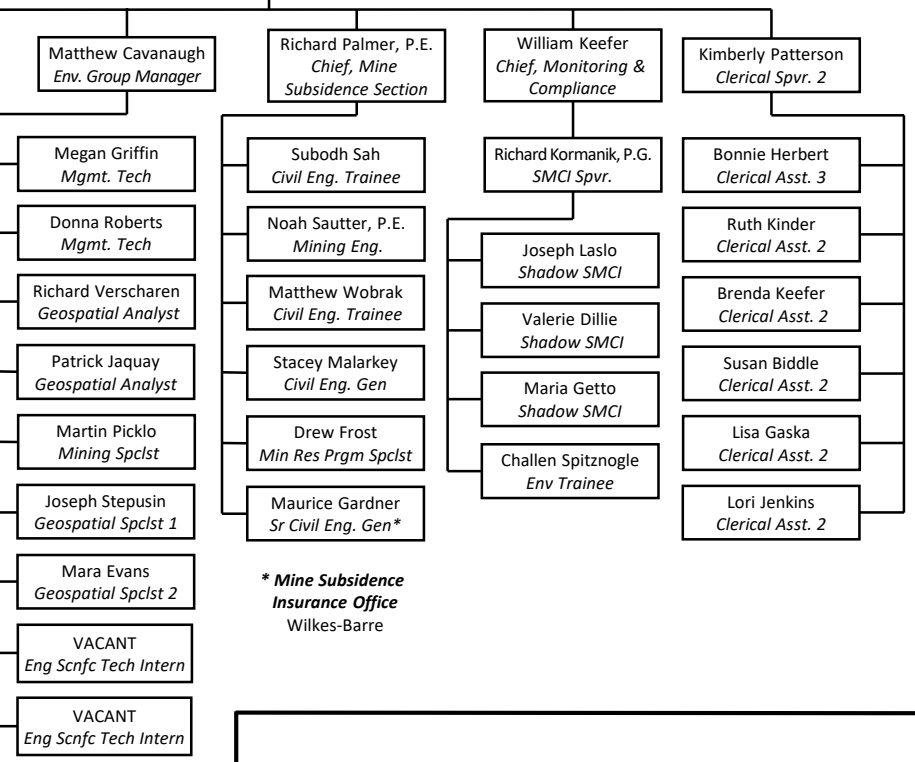 Matthew Cavanaugh
Env. Group Manager
Megan Griffin
Mgmt. Tech
Donna Roberts
Mgmt. Tech
Richard Verscharen
Geospatial Analyst
Patrick Jaquay
Geospatial Analyst
Martin Picklo
Mining Spclst
Joseph Stepusin
Geospatial Spclst 1
Mara Evans
Geospatial Spclst 2
VACANT
Eng Scnfc Tech Intern
VACANT
Eng Scnfc Tech Intern
Richard Palmer, P.E.
Chief, Mine
Subsidence Section
Subodh Sah
Civil Eng. Trainee
Noah Sautter, P.E.
Mining Eng.
Matthew Wobrak
Civil Eng. Trainee
Stacey Malarkey
Civil Eng. Gen
Drew Frost
Min Res Prgm Spclst
Maurice Gardner
Sr Civil Eng. Gen*
* Mine Subsidence
Insurance Office
Wilkes-Barre
William Keefer
Chief, Monitoring &
Compliance
Richard Kormanik, P.G.
SMCI Spvr.
Joseph Laslo
Shadow SMCI
Valerie Dillie
Shadow SMCI
Maria Getto
Shadow SMCI
Challen Spitznogle
Env Trainee
Kimberly Patterson
Clerical Spvr. 2
Bonnie Herbert
Clerical Asst. 3
Ruth Kinder
Clerical Asst. 2
Brenda Keefer
Clerical Asst. 2
Susan Biddle
Clerical Asst. 2
Lisa Gaska
Clerical Asst. 2
Lori Jenkins
Clerical Asst. 2